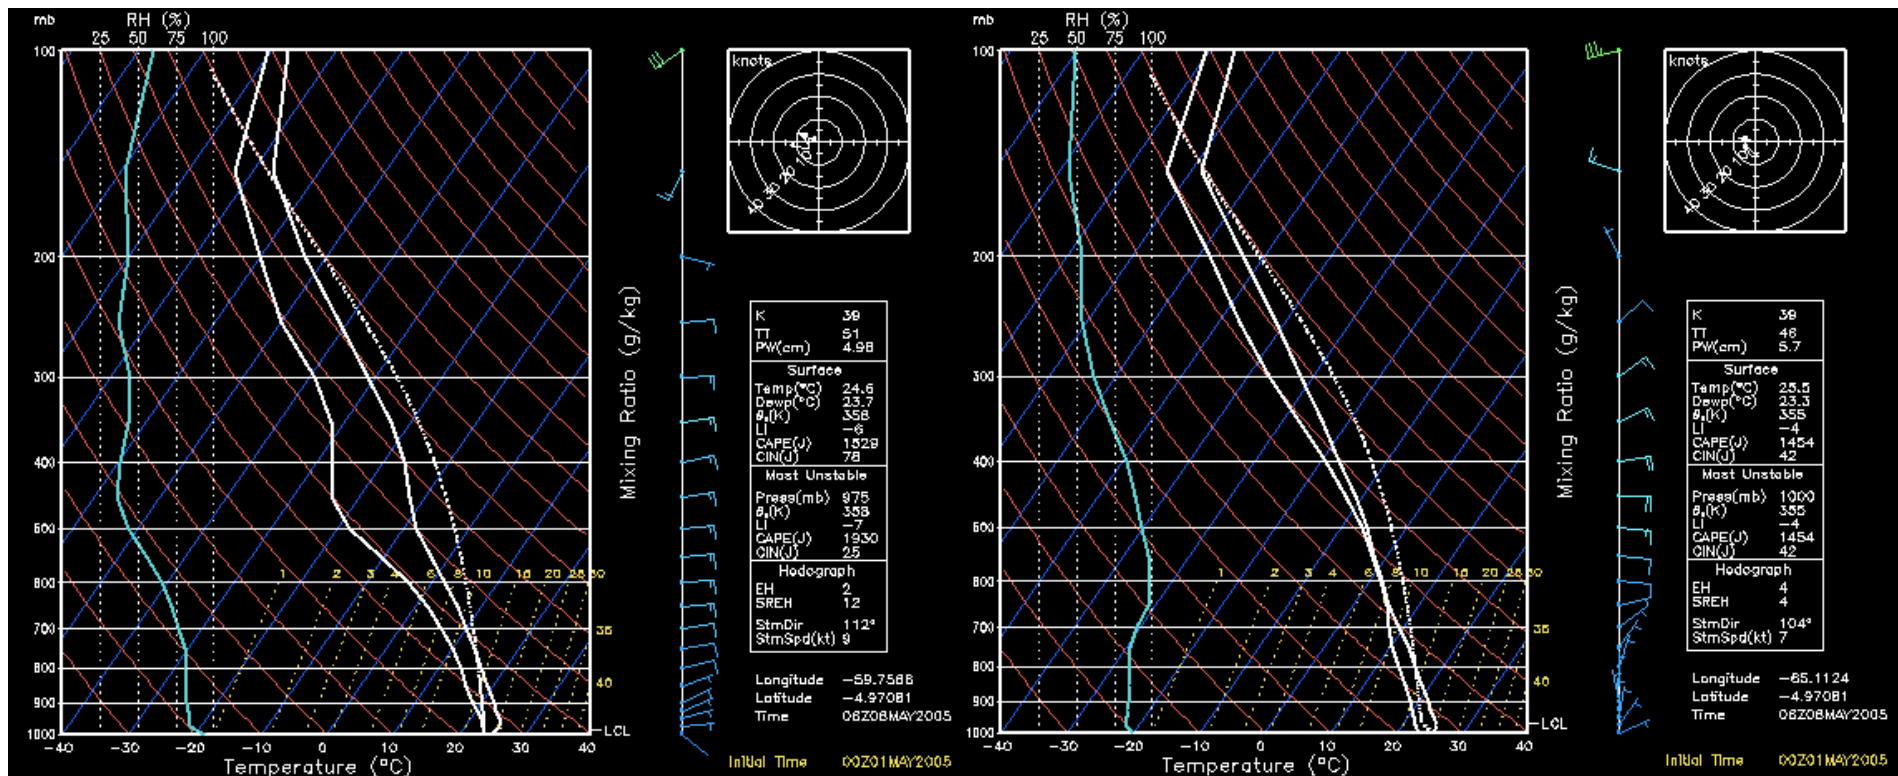 mb RH (%)
25 50 75 100
100
200
300
400
500
600
700
800
900
1000
1 2 3 4 6 8 10 16 20
36
40
LCL
-40 -30 -20 -10 0 10 20 30 40
Temperature (°C)
Mixing Ratio (g/kg)
knots
10 20 30 40
K 39
TT 51
PW(cm) 4.98
Surface
Temp(°C) 24.6
Dewp(°C) 23.7
θe(K) 358
LI -6
CAPE(J) 1529
CIN(J) 78
Most Unstable
Press(mb) 975
θe(K) 358
LI -7
CAPE(J) 1930
CIN(J) 25
Hodograph
EH 2
SREH 12
StmDir 112°
StmSpd(kt) 9
Longitude
Latitude -4.97081
Time 06Z08MAY2005
Initial Time 00Z01MAY2005
mb RH (%)
25 50 75 100
100
200
300
400
500
600
700
800
900
1000
1 2 3 4 6 8 10 16 20
36
40
LCL
-40 -30 -20 -10 0 10 20 30 40
Temperature (°C)
Mixing Ratio (g/kg)
knots
10 20 30 40
K 39
TT 46
PW(cm) 5.7
Surface
Temp(°C) 25.5
Dewp(°C) 23.3
θe(K) 355
LI -4
CAPE(J) 1454
CIN(J) 42
Most Unstable
Press(mb) 1000
θe(K) 355
LI -4
CAPE(J) 1454
CIN(J) 42
Hodograph
EH 4
SREH 4
StmDir 104°
StmSpd(kt) 7
Longitude -65.1124
Latitude -4.97081
Time 06Z08MAY2005
Initial Time 00Z01MAY2005